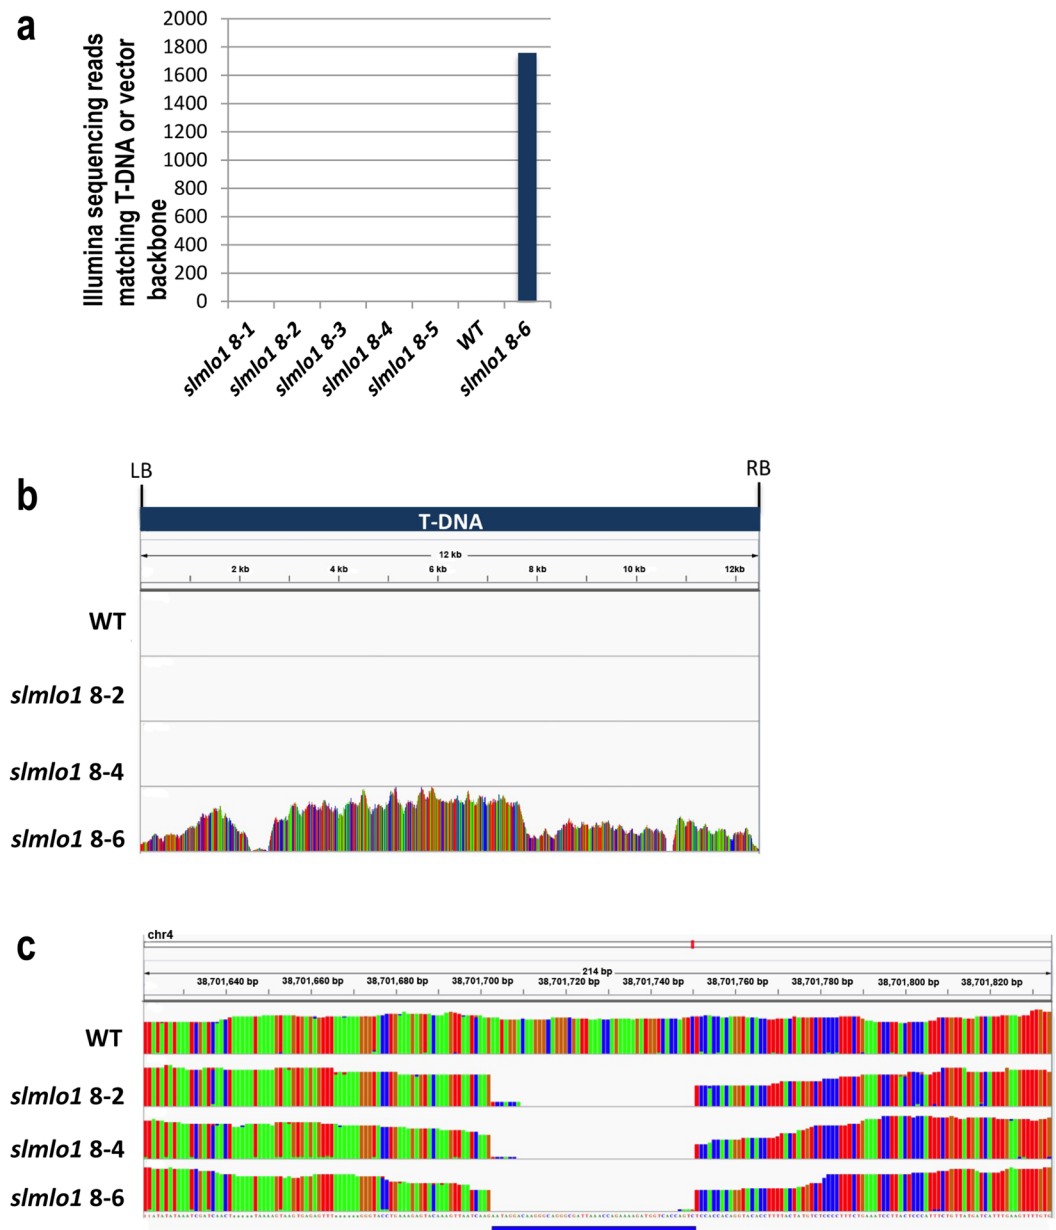 a
Illumina sequencing reads
matching T-DNA or vector
backbone
2000
1800
1600
1400
1200
1000
800
600
400
200
0
slmlo1 8-1
slmlo1 8-2
slmlo1 8-3
slmlo1 8-4
slmlo1 8-5
WT
slmlo1 8-6
b
LB
RB
T-DNA
12 kb
2 kb 4 kb 6 kb 8 kb 10 kb 12kb
WT
slmlo1 8-2
slmlo1 8-4
slmlo1 8-6
c
chr4
214 bp
38,701,640 bp 38,701,660 bp 38,701,680 bp 38,701,700 bp 38,701,720 bp 38,701,740 bp 38,701,760 bp 38,701,780 bp 38,701,800 bp 38,701,820 bp
WT
slmlo1 8-2
slmlo1 8-4
slmlo1 8-6